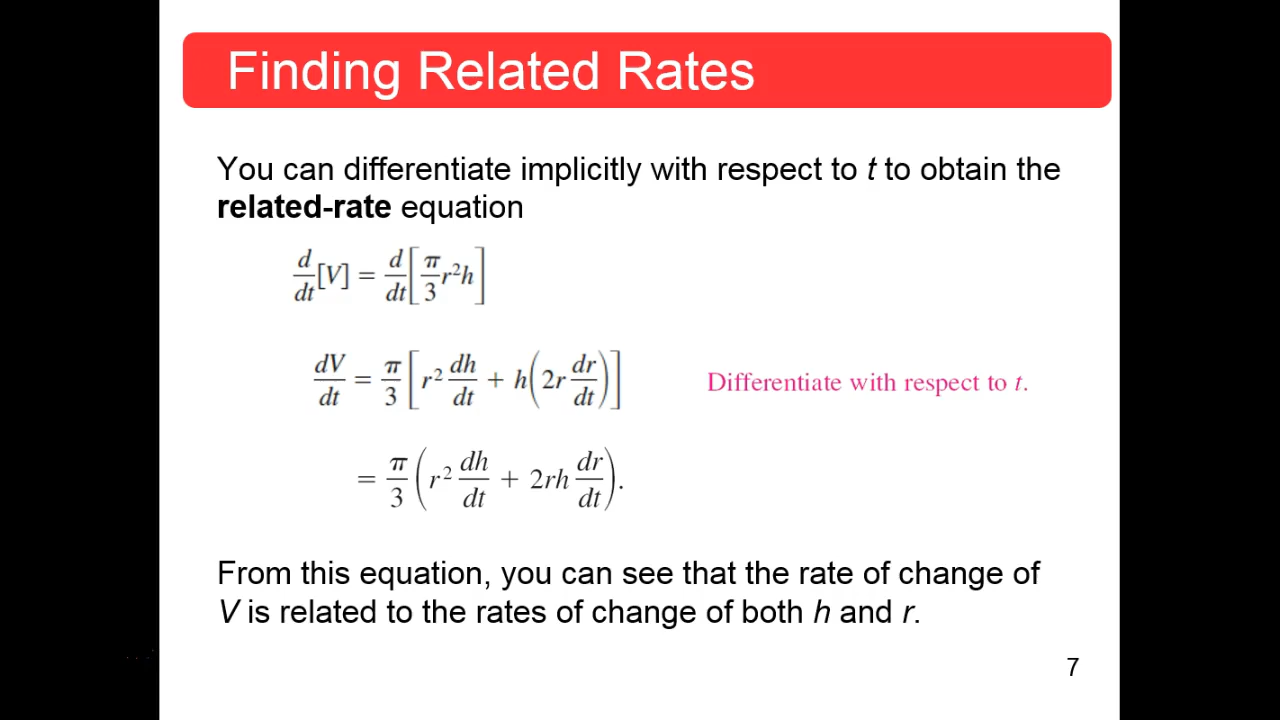 Finding Related Rates
You can differentiate implicitly with respect to t to obtain the
related-rate equation
d/dt[V] = d/dt[π/3 r²h]
dV/dt = π/3[r² dh/dt + h(2r dr/dt)]
Differentiate with respect to t.
= π/3(r² dh/dt + 2rh dr/dt).
From this equation, you can see that the rate of change of
V is related to the rates of change of both h and r.
7